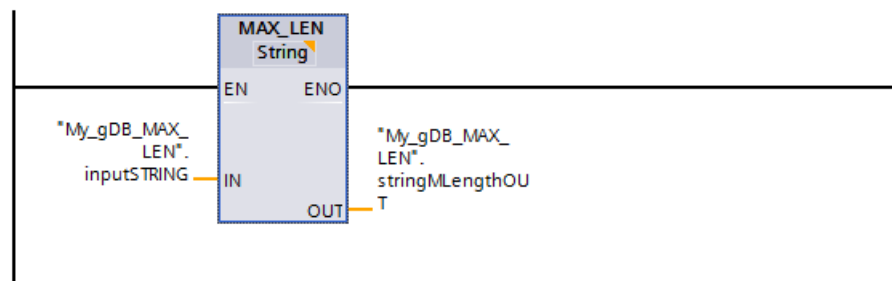 MAX_LEN
String
EN ENO
"My_gDB_MAX_
LEN".
inputSTRING
IN
"My_gDB_MAX_
LEN".
stringMLengthOU
T
OUT